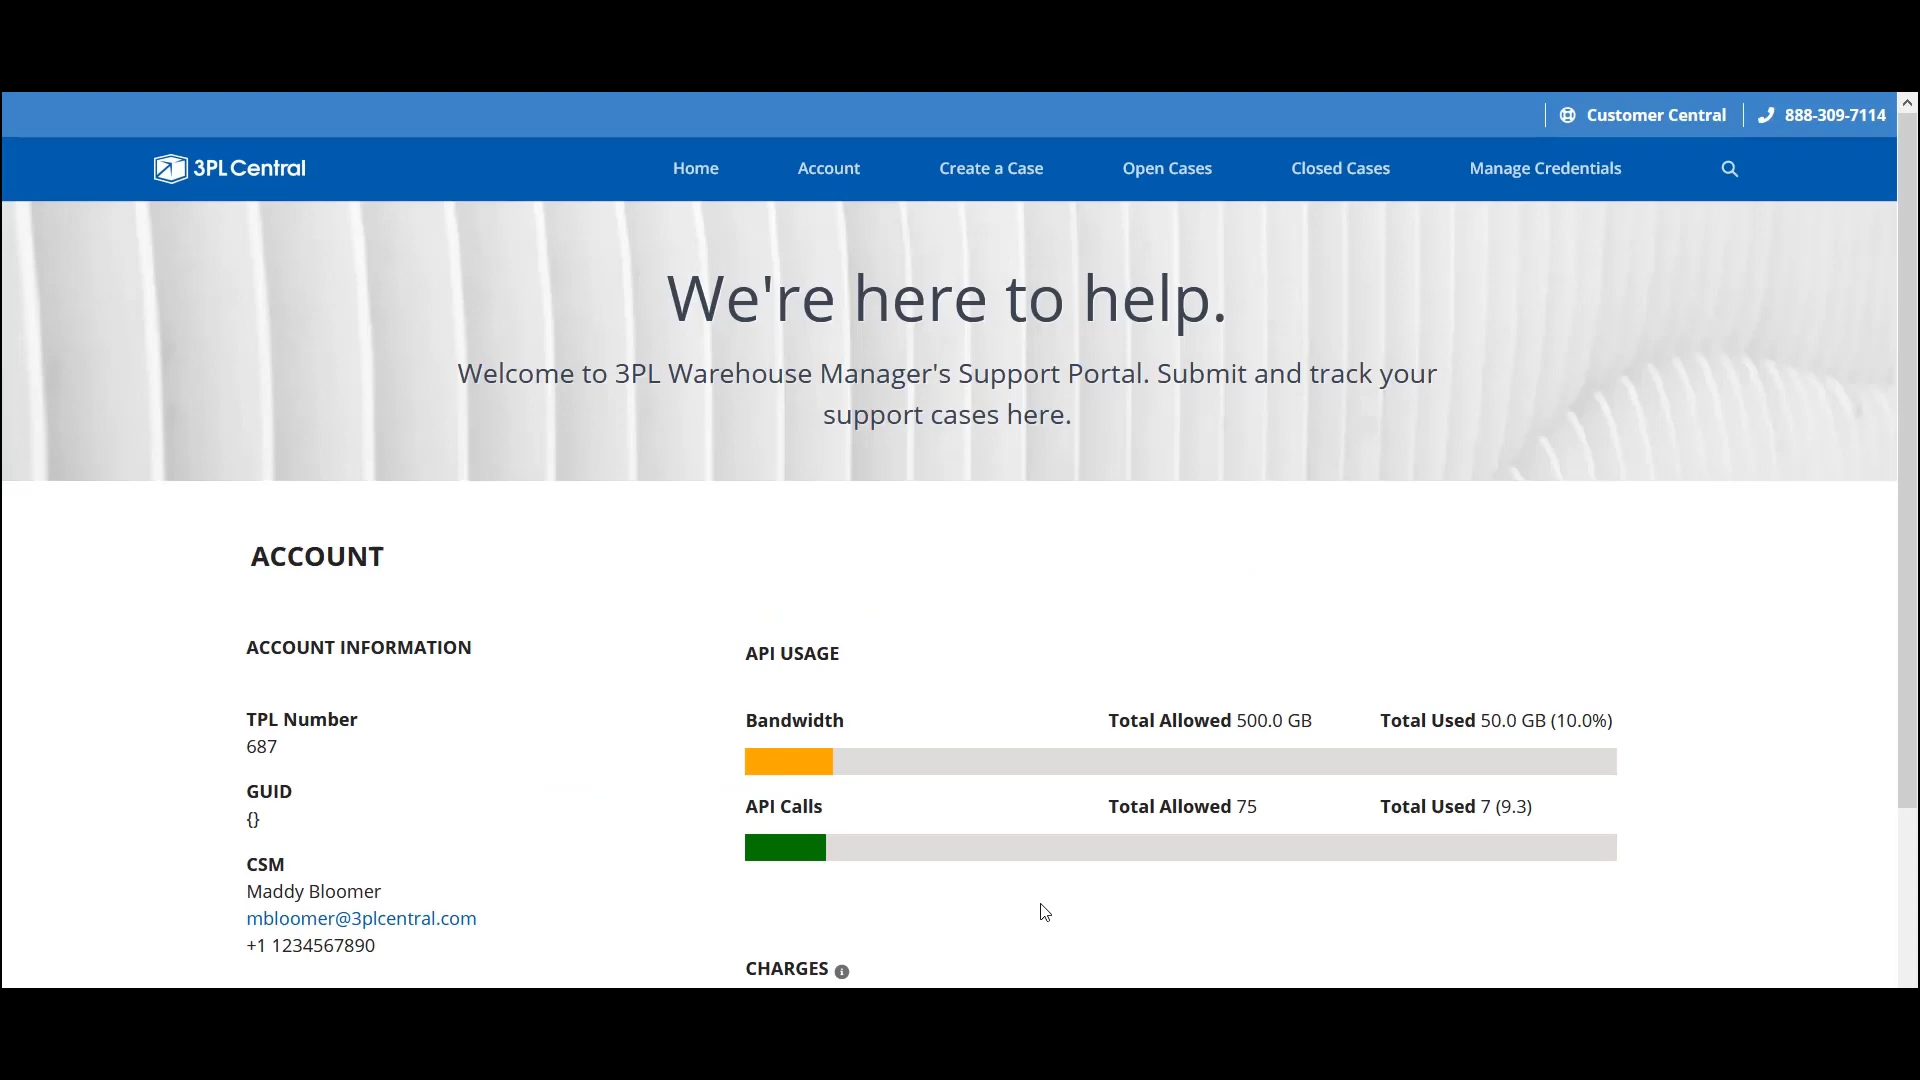 Customer Central
888-309-7114
3PL Central
Home Account Create a Case Open Cases Closed Cases Manage Credentials
We're here to help.
Welcome to 3PL Warehouse Manager's Support Portal. Submit and track your
support cases here.
ACCOUNT
ACCOUNT INFORMATION
TPL Number
687
GUID
{}
CSM
Maddy Bloomer
mbloomer@3plcentral.com
+1 1234567890
API USAGE
Bandwidth Total Allowed 500.0 GB Total Used 50.0 GB (10.0%)
API Calls Total Allowed 75 Total Used 7 (9.3)
CHARGES